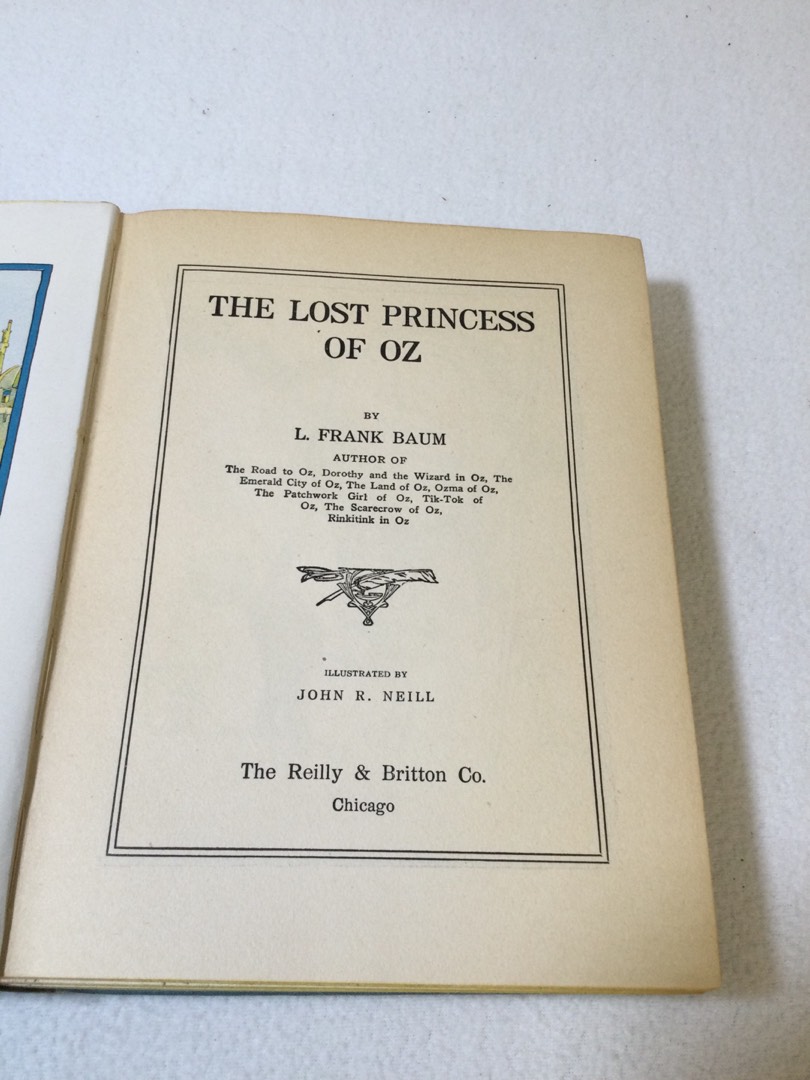 THE LOST PRINCESS
OF OZ
BY
L. FRANK BAUM
AUTHOR OF
The Road to Oz, Dorothy and the Wizard in Oz, The
Emerald City of Oz, The Land of Oz, Ozma of Oz,
The Patchwork Girl of Oz, Tik-Tok of
Oz, The Scarecrow of Oz,
Rinkitink in Oz
ILLUSTRATED BY
JOHN R. NEILL
The Reilly & Britton Co.
Chicago